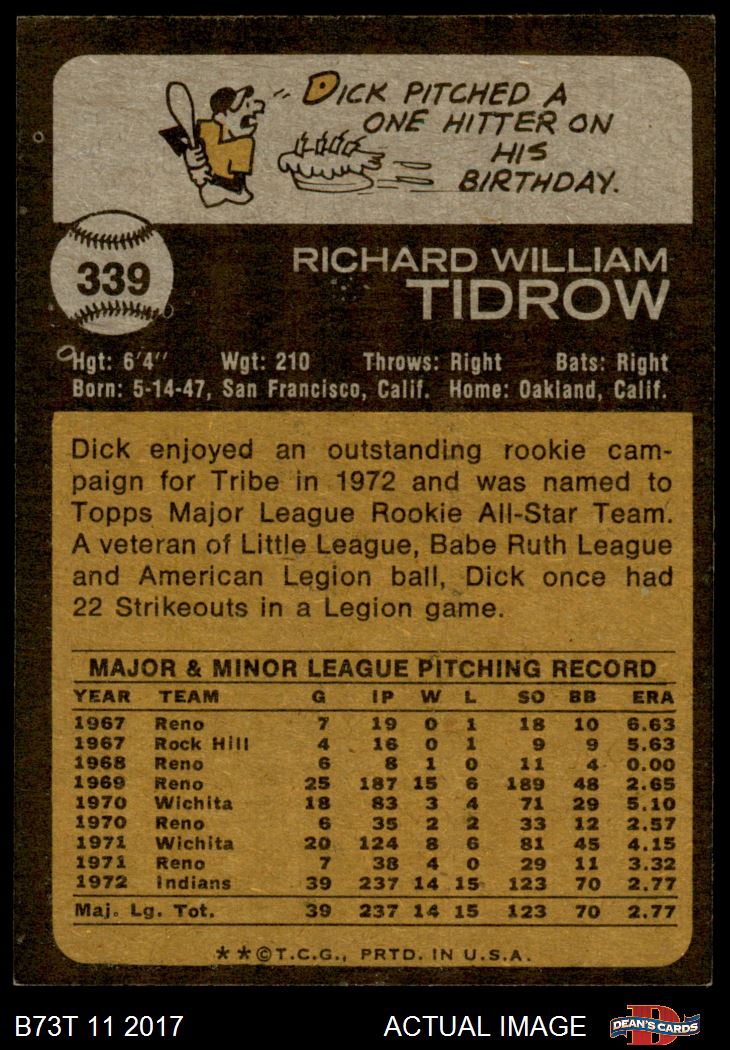 DICK PITCHED A
ONE HITTER ON
HIS
BIRTHDAY.
339
RICHARD WILLIAM
TIDROW
Hgt: 6'4" Wgt: 210 Throws: Right Bats: Right
Born: 5-14-47, San Francisco, Calif. Home: Oakland, Calif.
Dick enjoyed an outstanding rookie cam-
paign for Tribe in 1972 and was named to
Topps Major League Rookie All-Star Team.
A veteran of Little League, Babe Ruth League
and American Legion ball, Dick once had
22 Strikeouts in a Legion game.
MAJOR & MINOR LEAGUE PITCHING RECORD
YEAR TEAM G IP W L SO BB ERA
1967 Reno 7 19 0 1 18 10 6.63
1967 Rock Hill 4 16 0 1 9 9 5.63
1968 Reno 6 8 1 0 11 4 0.00
1969 Reno 25 187 15 6 189 48 2.65
1970 Wichita 18 83 3 4 71 29 5.10
1970 Reno 6 35 2 2 33 12 2.57
1971 Wichita 20 124 8 6 81 45 4.15
1971 Reno 7 38 4 0 29 11 3.32
1972 Indians 39 237 14 15 123 70 2.77
Maj. Lg. Tot. 39 237 14 15 123 70 2.77
**©T.C.G., PRTD. IN U.S.A.
B73T 11 2017 ACTUAL IMAGE D DEAN'S CARDS